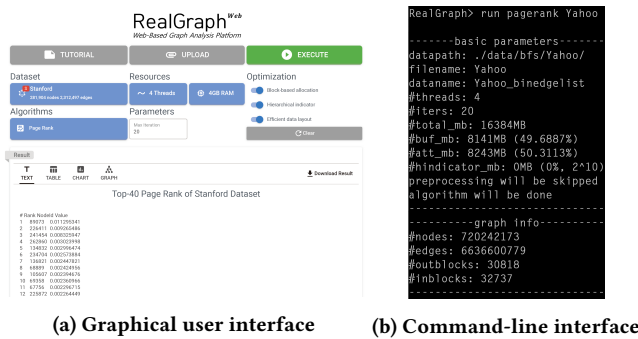 RealGraph Web
Web-Based Graph Analysis Platform
TUTORIAL
UPLOAD
EXECUTE
Dataset
Resources
Optimization
Stanford
281,904 nodes 2,312,497 edges
4 Threads
4GB RAM
Block-based allocation
Hierarchical indicator
Efficient data layout
Algorithms
Parameters
Page Rank
Max Iteration
20
Clear
Result
TEXT
TABLE
CHART
GRAPH
Download Result
Top-40 Page Rank of Stanford Dataset
# Rank NodeId Value
1 89073 0.011295341
2 226411 0.009265486
3 241454 0.008325947
4 262860 0.003023998
5 134832 0.002996474
6 234704 0.002573884
7 136821 0.002447821
8 68889 0.002424556
9 105607 0.002394676
10 69358 0.002360966
11 67756 0.002296715
12 225872 0.002264449
(a) Graphical user interface
RealGraph> run pagerank Yahoo
-------basic parameters-------
datapath: ./data/bfs/Yahoo/
filename: Yahoo
dataname: Yahoo_binedgelist
#threads: 4
#iters: 20
#total_mb: 16384MB
#buf_mb: 8141MB (49.6887%)
#att_mb: 8243MB (50.3113%)
#hindicator_mb: 0MB (0%, 2^10)
preprocessing will be skipped
algorithm will be done
------------------------------
----------graph info----------
#nodes: 720242173
#edges: 6636600779
#outblocks: 30818
#inblocks: 32737
------------------------------
(b) Command-line interface